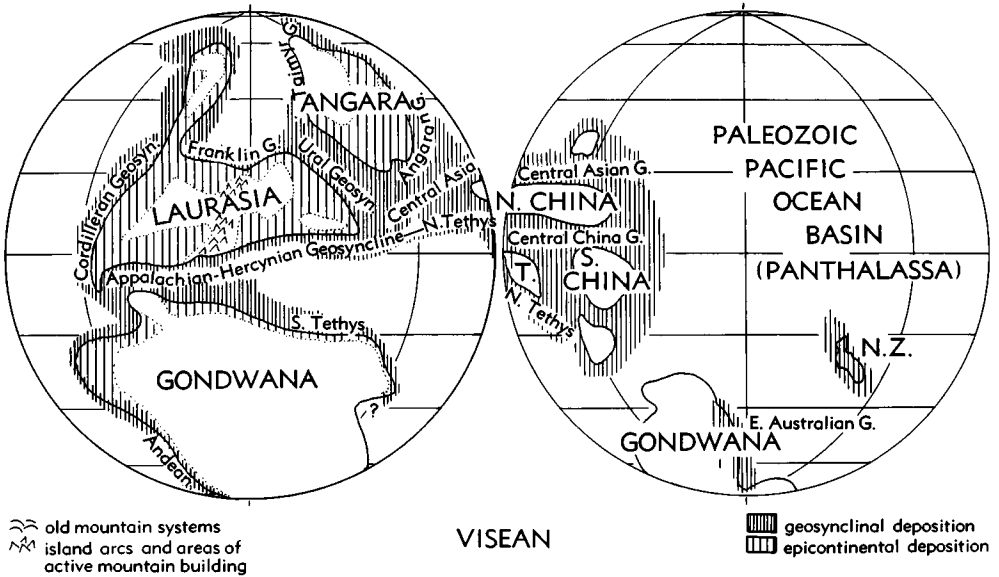 Taimyr G.
ANGARA
Angaran G.
Franklin G.
Ural Geosyn.
Cordilleran Geosyn.
LAURASIA
Central Asia
Appalachian-Hercynian Geosyncline—N.Tethys
S. Tethys
GONDWANA
?
Andean
PALEOZOIC
PACIFIC
OCEAN
BASIN
(PANTHALASSA)
Central Asian G.
N. CHINA
Central China G.
T.
S.
CHINA
N. Tethys
N.Z.
E. Australian G.
GONDWANA
old mountain systems
island arcs and areas of
active mountain building
VISEAN
geosynclinal deposition
epicontinental deposition